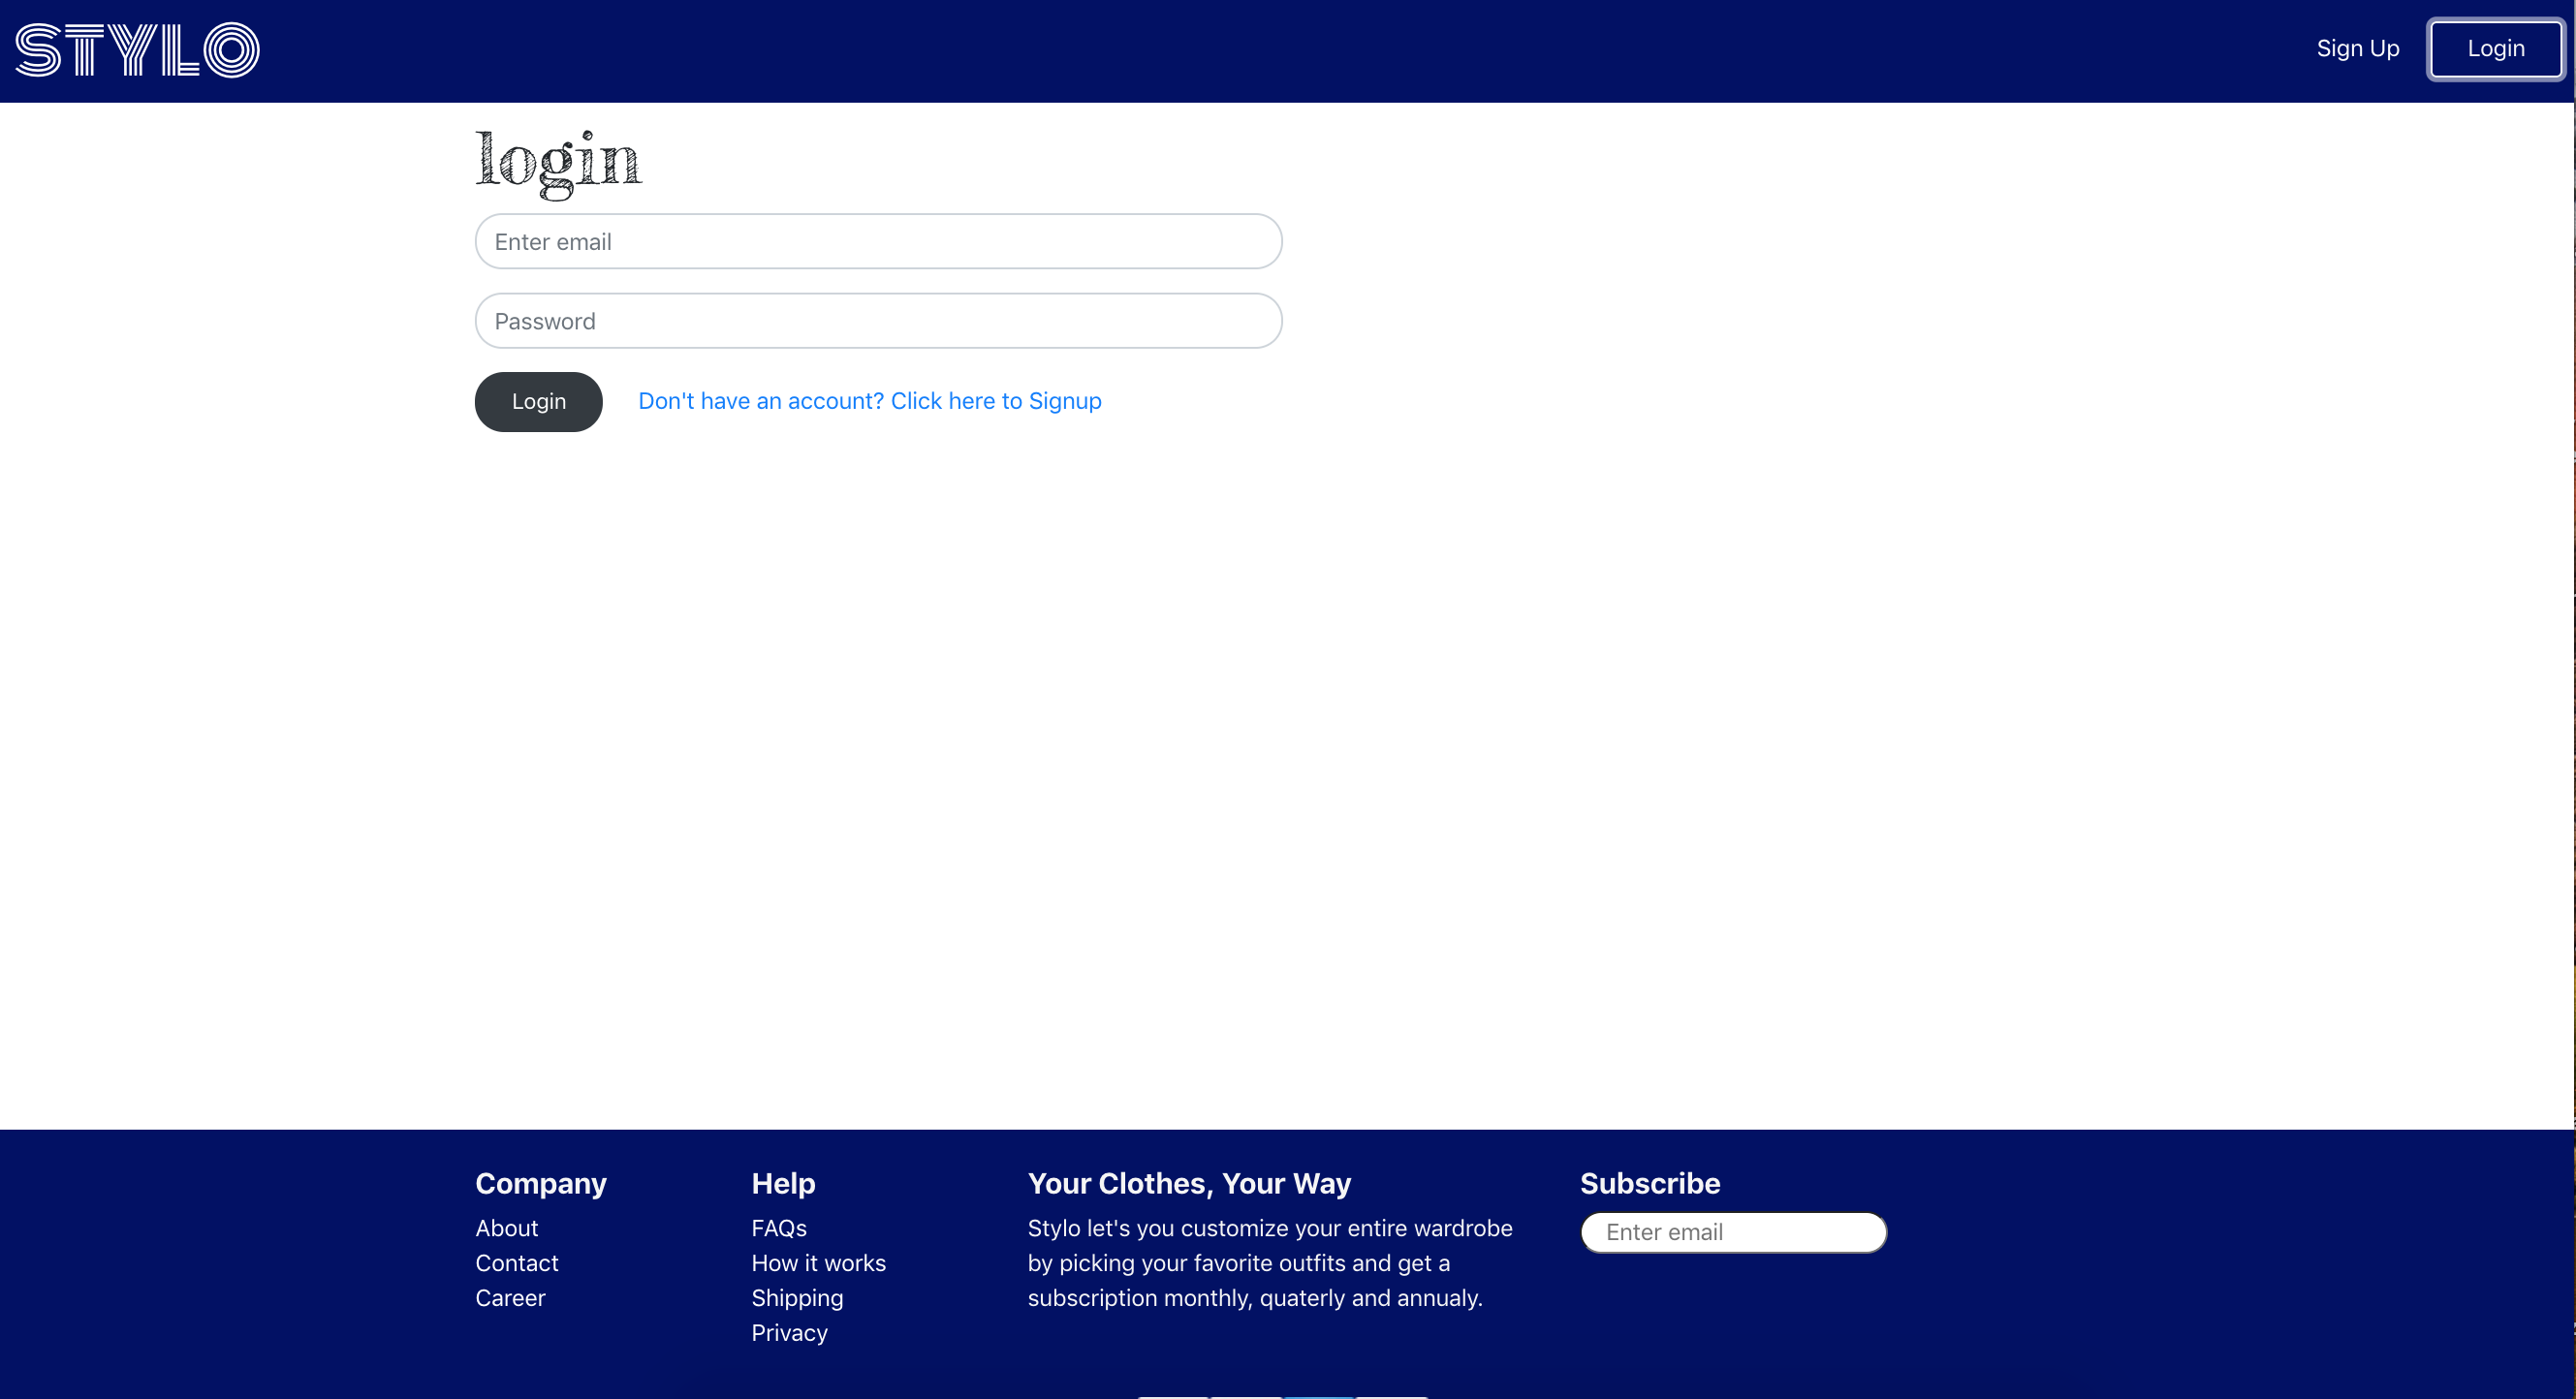 STYLO
Sign Up
Login
login
Enter email
Password
Login
Don't have an account? Click here to Signup
Company
About
Contact
Career
Help
FAQs
How it works
Shipping
Privacy
Your Clothes, Your Way
Stylo let's you customize your entire wardrobe
by picking your favorite outfits and get a
subscription monthly, quaterly and annualy.
Subscribe
Enter email